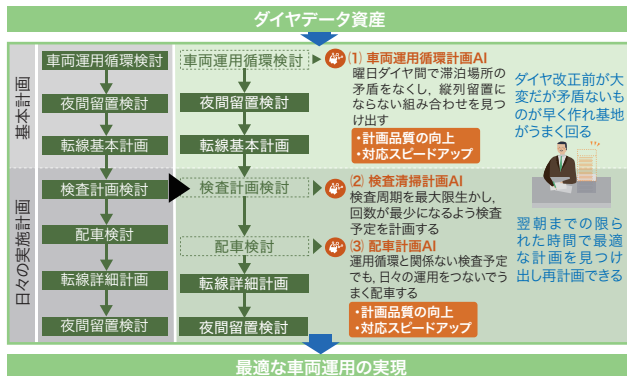 ダイヤデータ資産
基本計画
車両運用循環検討
夜間留置検討
転線基本計画
日々の実施計画
検査計画検討
配車検討
転線詳細計画
夜間留置検討
車両運用循環検討
夜間留置検討
転線基本計画
検査計画検討
配車検討
転線詳細計画
夜間留置検討
(1) 車両運用循環計画AI
曜日ダイヤ間で滞泊場所の
矛盾をなくし，縦列留置に
ならない組み合わせを見つ
け出す
・計画品質の向上
・対応スピードアップ
(2) 検査清掃計画AI
検査周期を最大限生かし，
回数が最少になるよう検査
予定を計画する
(3) 配車計画AI
運用循環と関係ない検査予定
でも，日々の運用をつないでう
まく配車する
・計画品質の向上
・対応スピードアップ
ダイヤ改正前が大
変だが矛盾ないも
のが早く作れ基地
がうまく回る
翌朝までの限ら
れた時間で最適
な計画を見つけ
出し再計画できる
最適な車両運用の実現